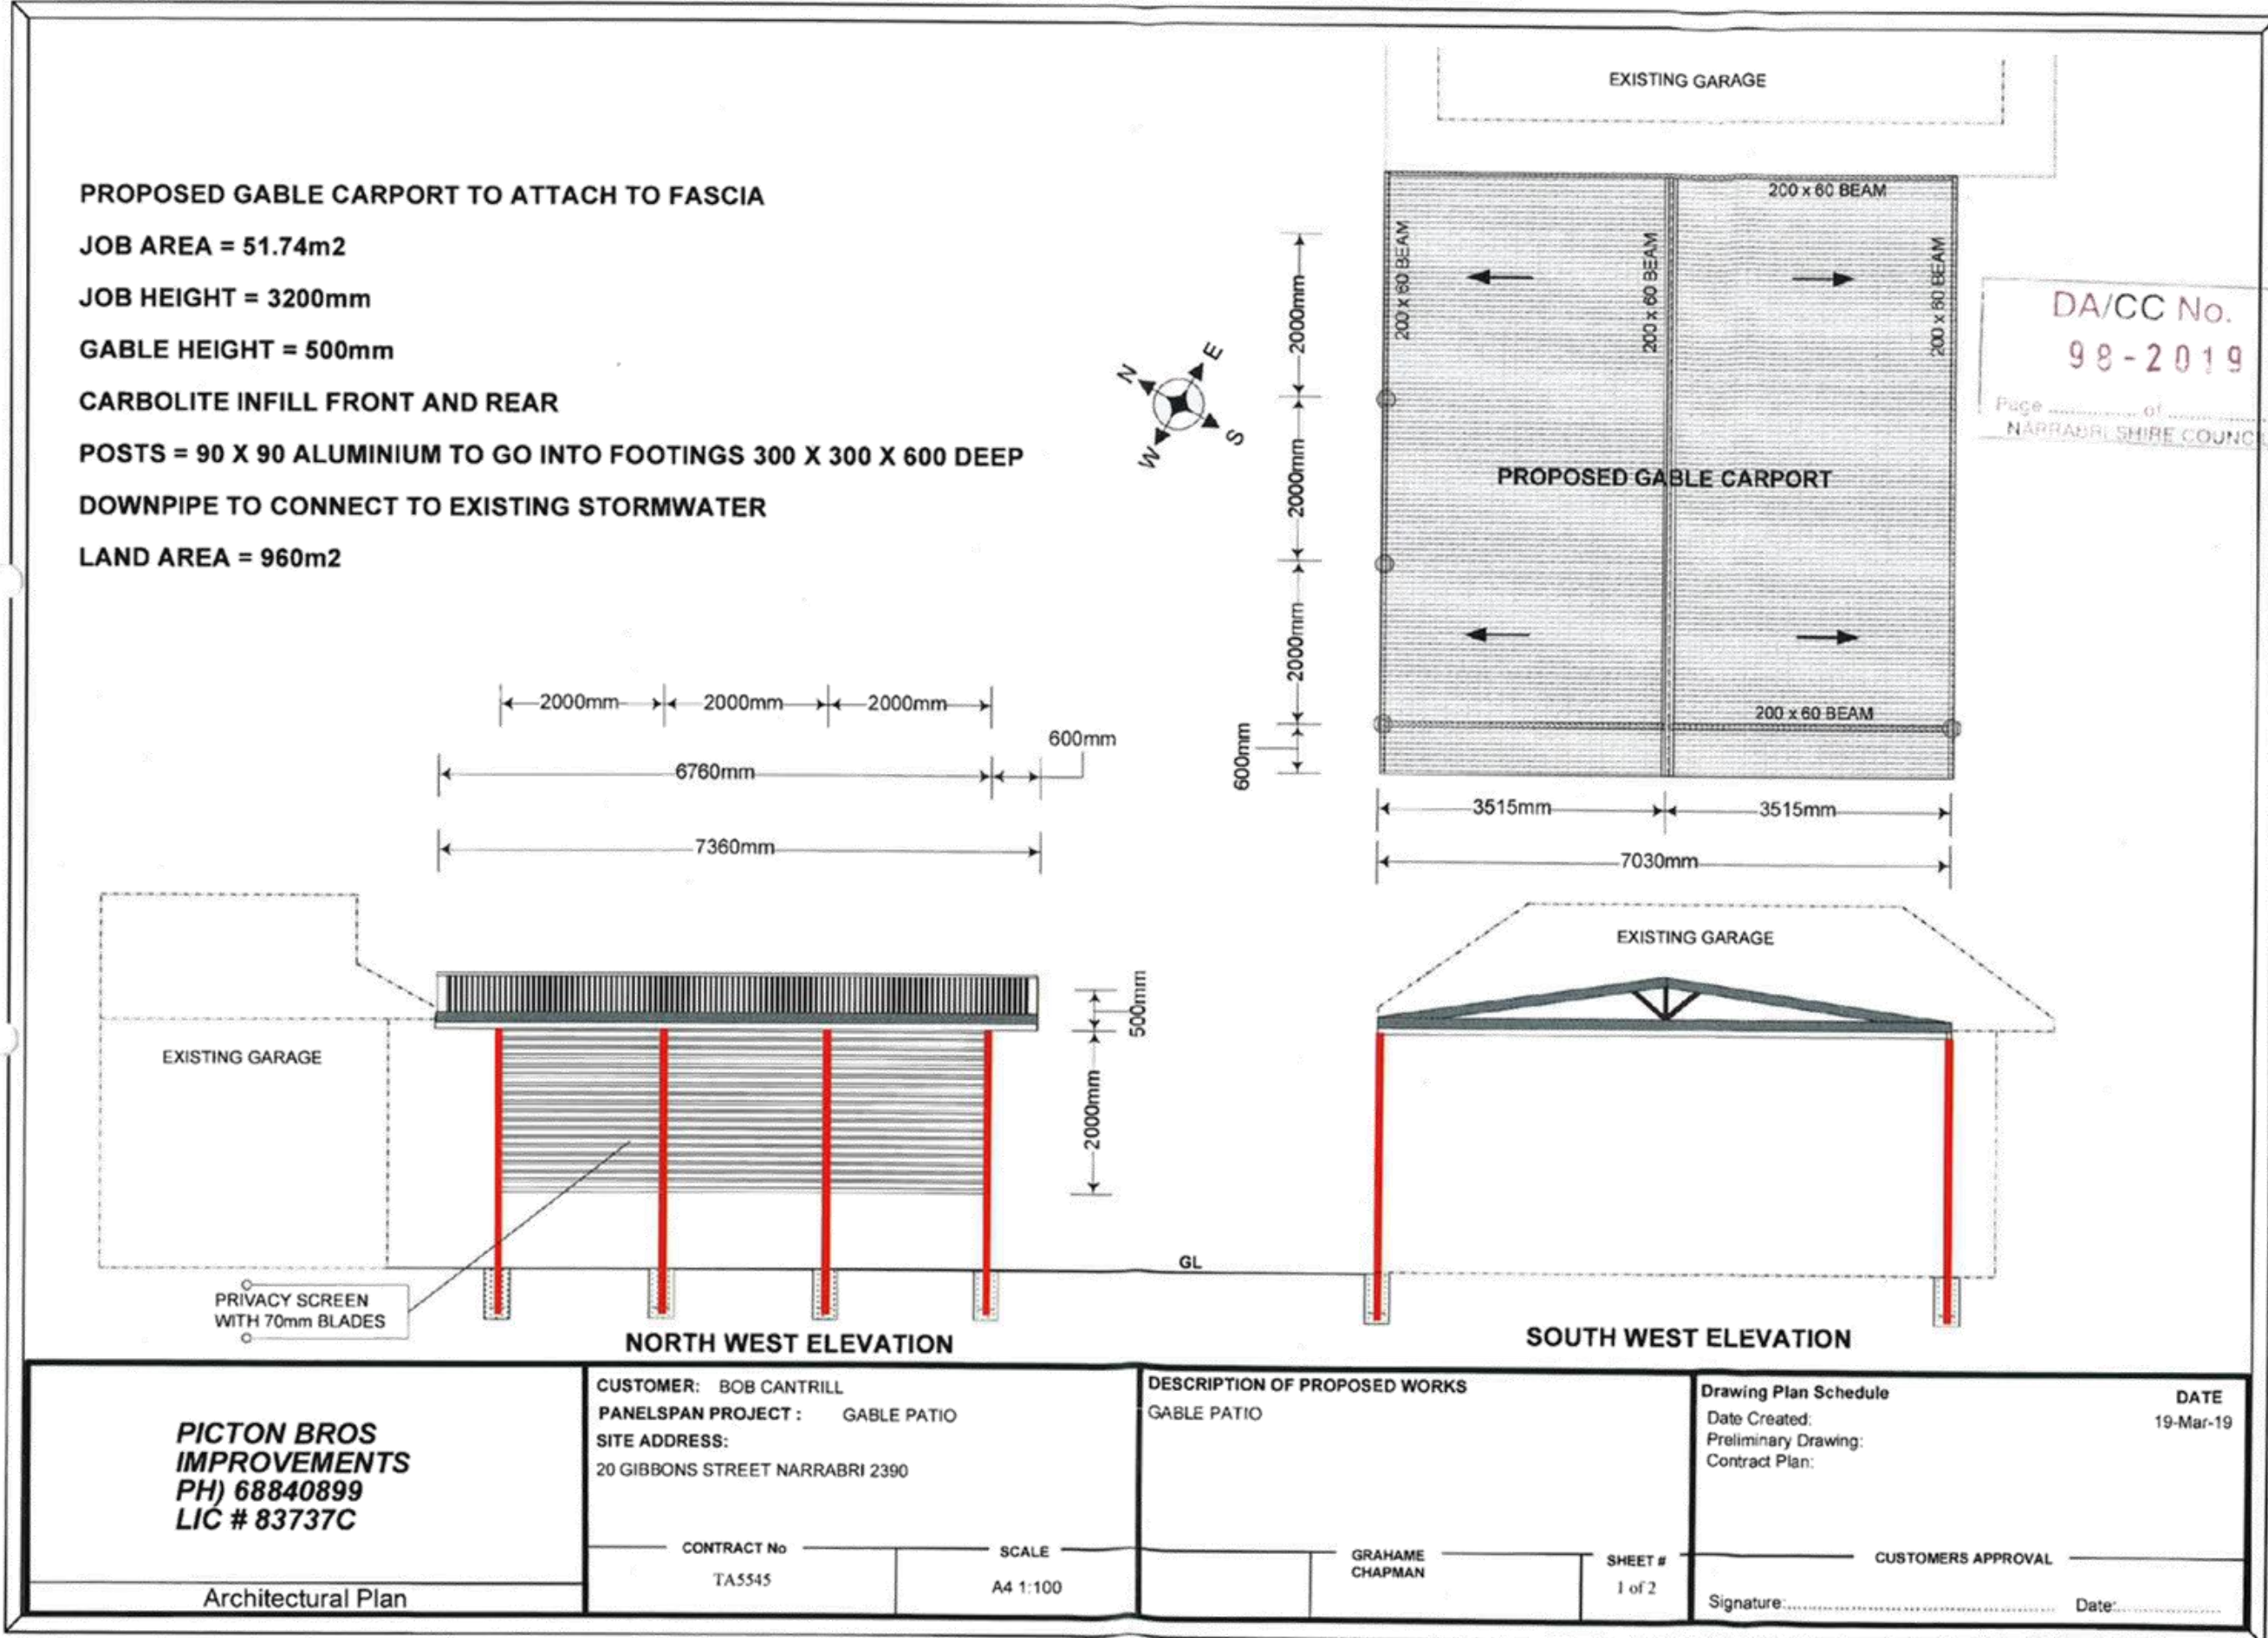 EXISTING GARAGE
PROPOSED GABLE CARPORT TO ATTACH TO FASCIA
JOB AREA = 51.74m2
JOB HEIGHT = 3200mm
GABLE HEIGHT = 500mm
CARBOLITE INFILL FRONT AND REAR
POSTS = 90 X 90 ALUMINIUM TO GO INTO FOOTINGS 300 X 300 X 600 DEEP
DOWNPIPE TO CONNECT TO EXISTING STORMWATER
LAND AREA = 960m2
200 x 60 BEAM
200 x 60 BEAM
200 x 60 BEAM
200 x 60 BEAM
2000mm
2000mm
2000mm
600mm
N
E
S
W
PROPOSED GABLE CARPORT
200 x 60 BEAM
DA/CC No.
98-2019
Page of
NARRABRI SHIRE COUNCIL
3515mm
3515mm
7030mm
2000mm
2000mm
2000mm
600mm
6760mm
7360mm
EXISTING GARAGE
500mm
2000mm
PRIVACY SCREEN
WITH 70mm BLADES
GL
NORTH WEST ELEVATION
EXISTING GARAGE
SOUTH WEST ELEVATION
PICTON BROS
IMPROVEMENTS
PH) 68840899
LIC # 83737C
Architectural Plan
CUSTOMER: BOB CANTRILL
PANELSPAN PROJECT : GABLE PATIO
SITE ADDRESS:
20 GIBBONS STREET NARRABRI 2390
CONTRACT No
TA5545
SCALE
A4 1:100
DESCRIPTION OF PROPOSED WORKS
GABLE PATIO
GRAHAME
CHAPMAN
SHEET #
1 of 2
Drawing Plan Schedule
DATE
Date Created:
19-Mar-19
Preliminary Drawing:
Contract Plan:
CUSTOMERS APPROVAL
Signature:
Date: